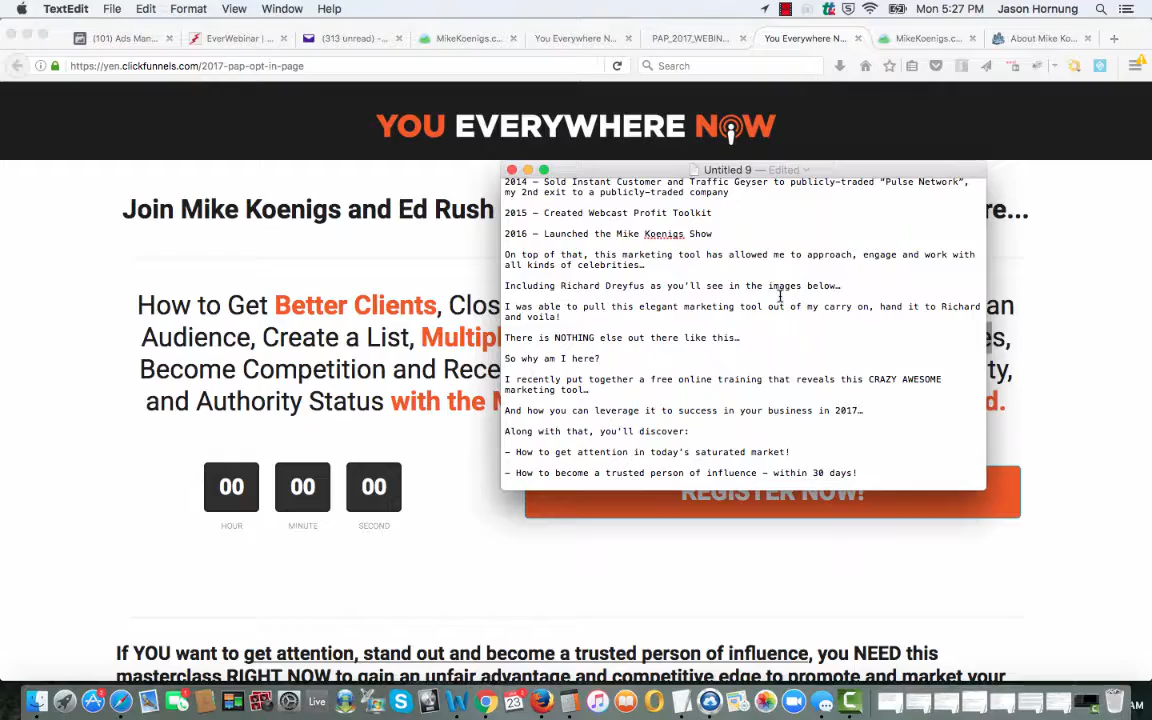 TextEdit File Edit Format View Window Help Mon 5:27 PM Jason Hornung
(101) Ads Man... EverWebinar | ... (313 unread) -... MikeKoenigs.c... You Everywhere N... PAP_2017_WEBIN... You Everywhere N... MikeKoenigs.c... About Mike Ko...
https://yen.clickfunnels.com/2017-pap-opt-in-page Search
YOU EVERYWHERE NOW
Untitled 9 — Edited
2014 – Sold Instant Customer and Traffic Geyser to publicly-traded “Pulse Network”,
my 2nd exit to a publicly-traded company
2015 – Created Webcast Profit Toolkit
2016 – Launched the Mike Koenigs Show
On top of that, this marketing tool has allowed me to approach, engage and work with
all kinds of celebrities…
Including Richard Dreyfus as you’ll see in the images below…
I was able to pull this elegant marketing tool out of my carry on, hand it to Richard
and voila!
There is NOTHING else out there like this…
So why am I here?
I recently put together a free online training that reveals this CRAZY AWESOME
marketing tool…
And how you can leverage it to success in your business in 2017…
Along with that, you’ll discover:
– How to get attention in today’s saturated market!
– How to become a trusted person of influence – within 30 days!
Join Mike Koenigs and Ed Rush re...
How to Get Better Clients, Clos an
Audience, Create a List, Multipl s,
Become Competition and Rece ty,
and Authority Status with the M d.
00 00 00
HOUR MINUTE SECOND
REGISTER NOW!
If YOU want to get attention, stand out and become a trusted person of influence, you NEED this
masterclass RIGHT NOW to gain an unfair advantage and competitive edge to promote and market your
Live
23
AM